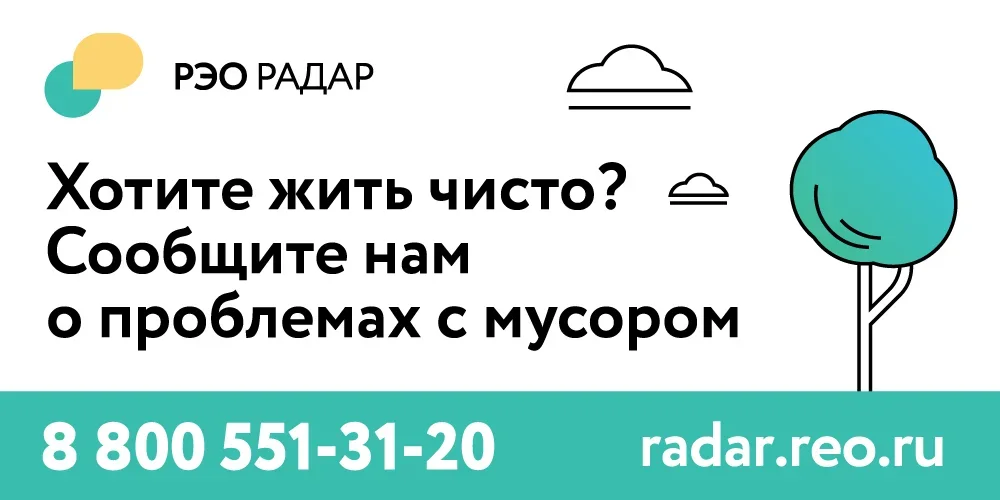 РЭО РАДАР
Хотите жить чисто?
Сообщите нам
о проблемах с мусором
8 800 551-31-20
radar.reo.ru